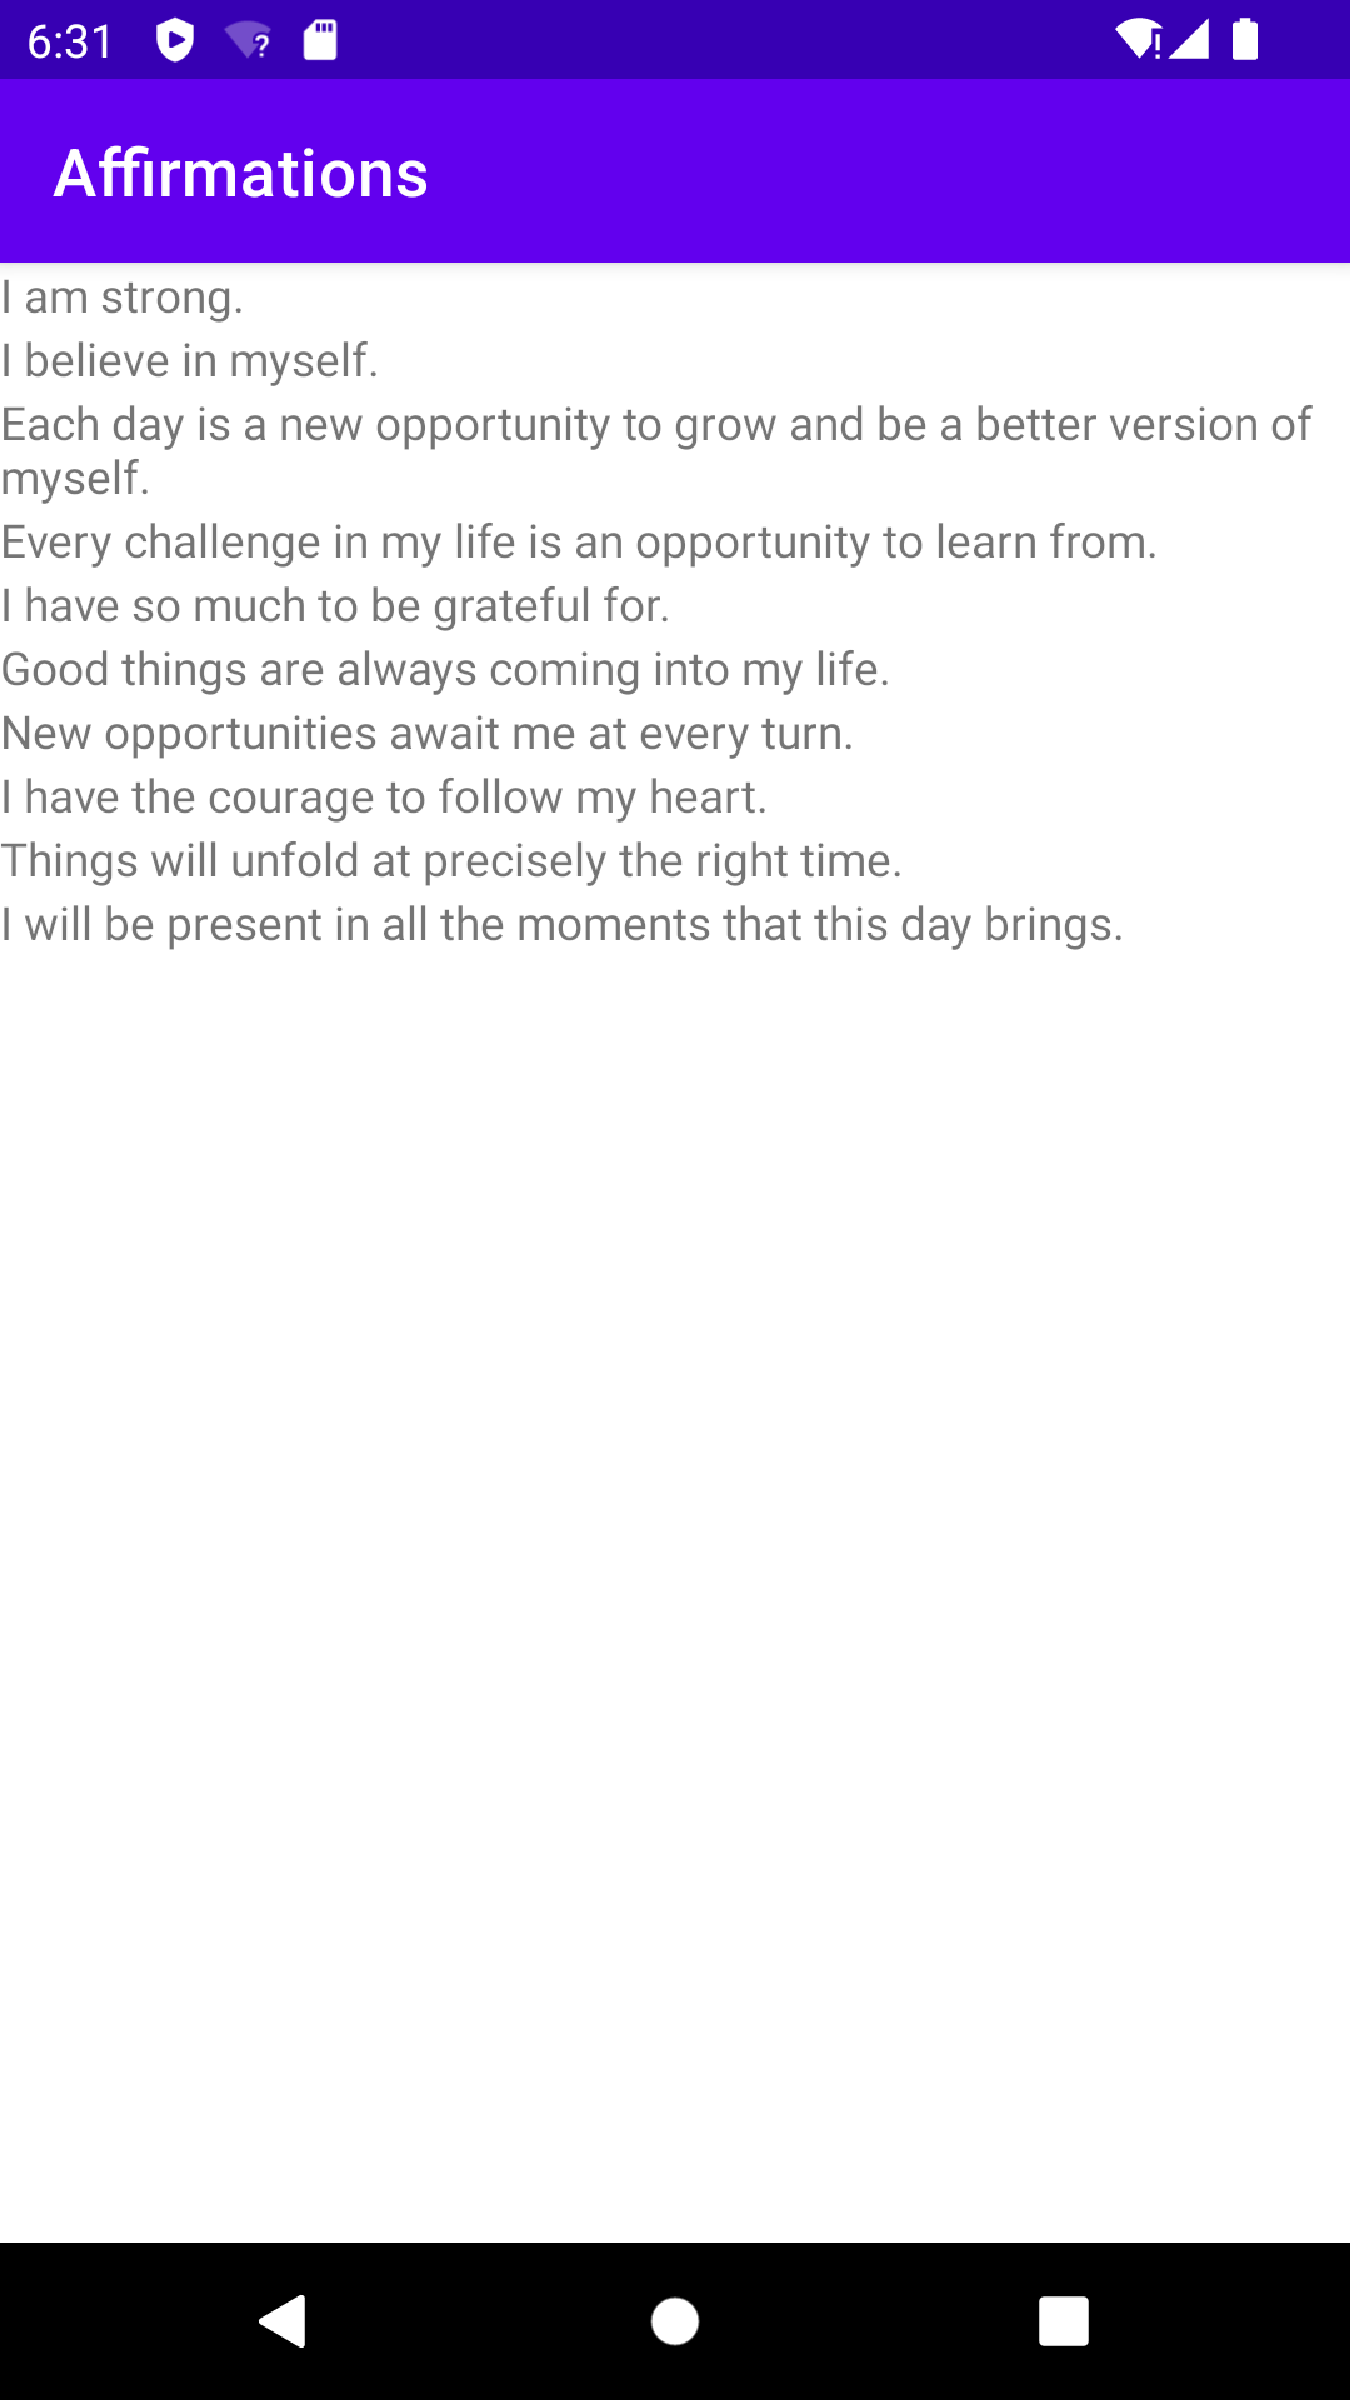 6:31
Affirmations
I am strong.
I believe in myself.
Each day is a new opportunity to grow and be a better version of
myself.
Every challenge in my life is an opportunity to learn from.
I have so much to be grateful for.
Good things are always coming into my life.
New opportunities await me at every turn.
I have the courage to follow my heart.
Things will unfold at precisely the right time.
I will be present in all the moments that this day brings.